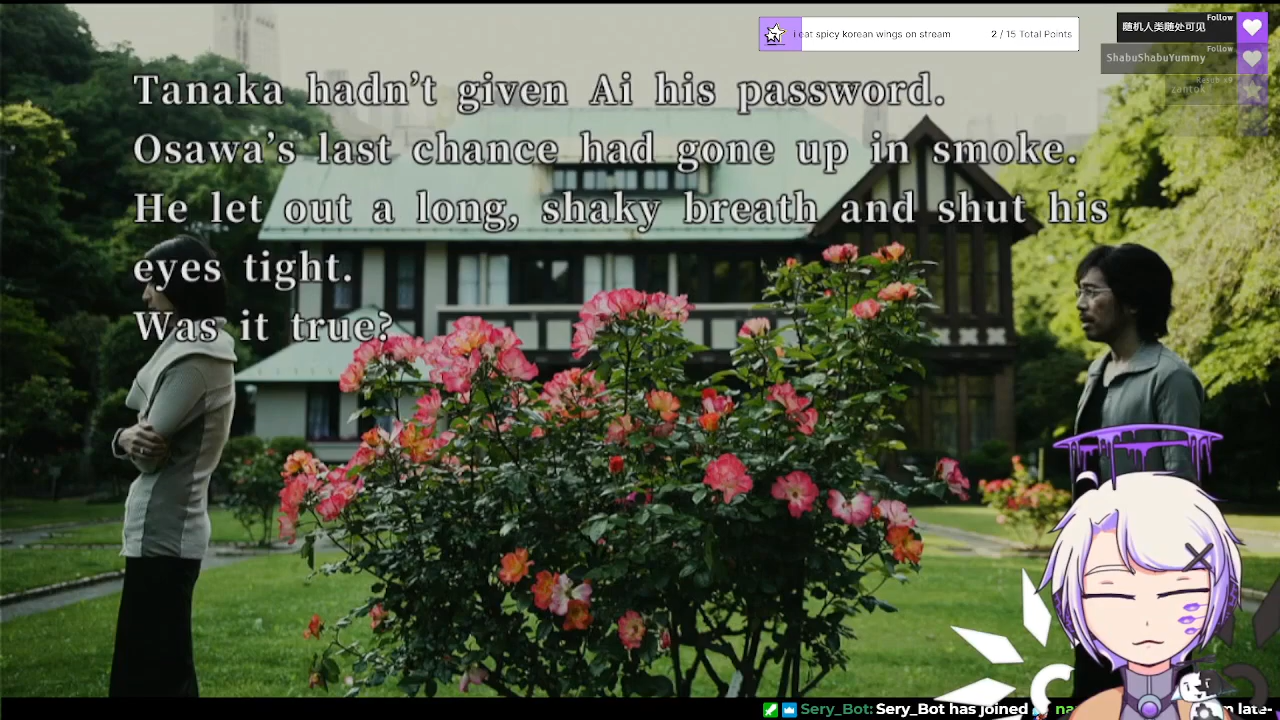 i eat spicy korean wings on stream
2 / 15 Total Points
Follow
随机人类随处可见
Follow
ShabuShabuYummy
zantok
Tanaka hadn't given Ai his password.
Osawa's last chance had gone up in smoke.
He let out a long, shaky breath and shut his
eyes tight.
Was it true?
Sery_Bot: Sery_Bot has joined